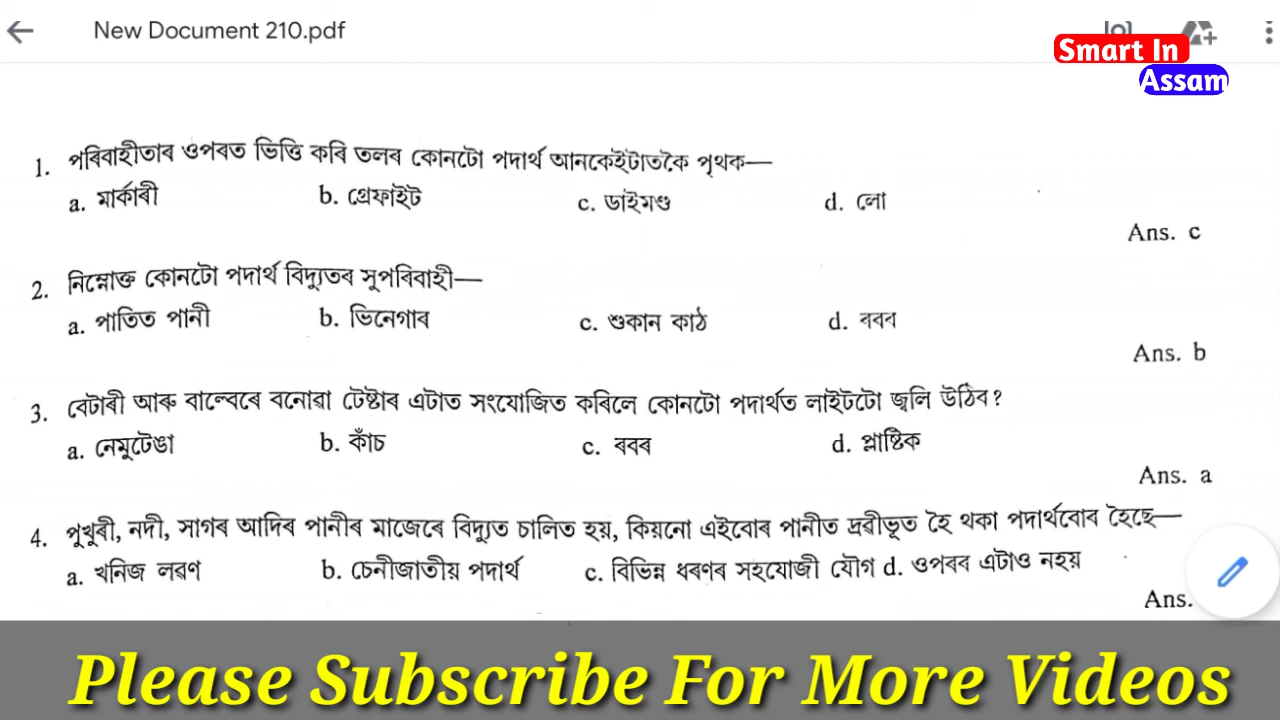 New Document 210.pdf
Smart In
Assam
1. পৰিবাহীতাৰ ওপৰত ভিত্তি কৰি তলৰ কোনটো পদাৰ্থ আনকেইটাতকৈ পৃথক—
a. মাৰ্কাৰী b. গ্ৰেফাইট c. ডাইমণ্ড d. লো
Ans. c
2. নিম্নোক্ত কোনটো পদাৰ্থ বিদ্যুতৰ সুপৰিবাহী—
a. পাতিত পানী b. ভিনেগাৰ c. শুকান কাঠ d. ৰবৰ
Ans. b
3. বেটাৰী আৰু বাল্বেৰে বনোৱা টেষ্টাৰ এটাত সংযোজিত কৰিলে কোনটো পদাৰ্থত লাইটটো জ্বলি উঠিব?
a. নেমুটেঙা b. কাঁচ c. ৰবৰ d. প্লাষ্টিক
Ans. a
4. পুখুৰী, নদী, সাগৰ আদিৰ পানীৰ মাজেৰে বিদ্যুত চালিত হয়, কিয়নো এইবোৰ পানীত দ্ৰৱীভূত হৈ থকা পদাৰ্থবোৰ হৈছে—
a. খনিজ লৱণ b. চেনীজাতীয় পদাৰ্থ c. বিভিন্ন ধৰণৰ সহযোজী যৌগ d. ওপৰৰ এটাও নহয়
Ans.
Please Subscribe For More Videos